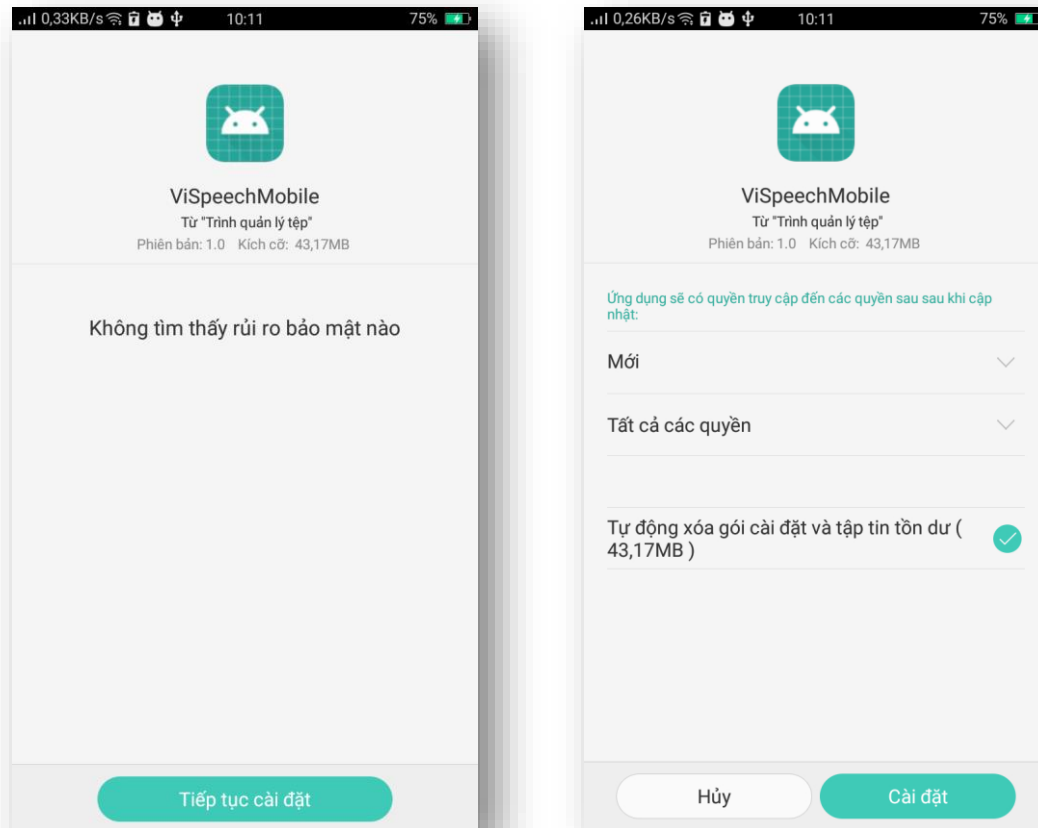 0,33KB/s 10:11 75%
ViSpeechMobile
Từ "Trình quản lý tệp"
Phiên bản: 1.0 Kích cỡ: 43,17MB
Không tìm thấy rủi ro bảo mật nào
Tiếp tục cài đặt
0,26KB/s 10:11 75%
ViSpeechMobile
Từ "Trình quản lý tệp"
Phiên bản: 1.0 Kích cỡ: 43,17MB
Ứng dụng sẽ có quyền truy cập đến các quyền sau sau khi cập
nhật:
Mới
Tất cả các quyền
Tự động xóa gói cài đặt và tập tin tồn dư (
43,17MB )
Hủy Cài đặt